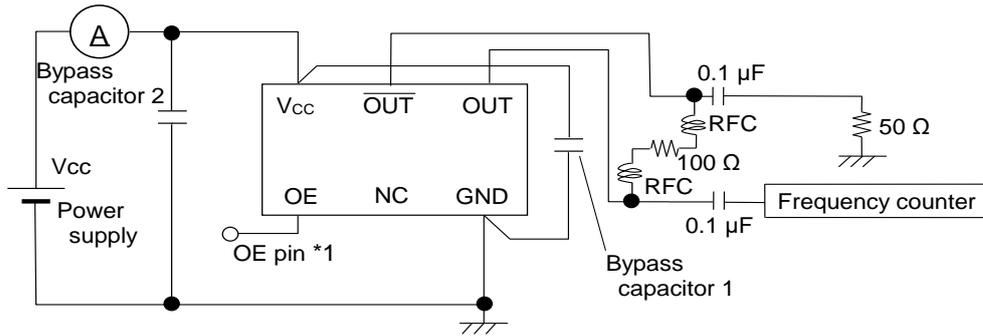 A
Bypass
capacitor 2
Vcc
Power
supply
VCC
OUT
OUT
OE
NC
GND
OE pin *1
0.1 µF
RFC
50 Ω
100 Ω
RFC
0.1 µF
Frequency counter
Bypass
capacitor 1